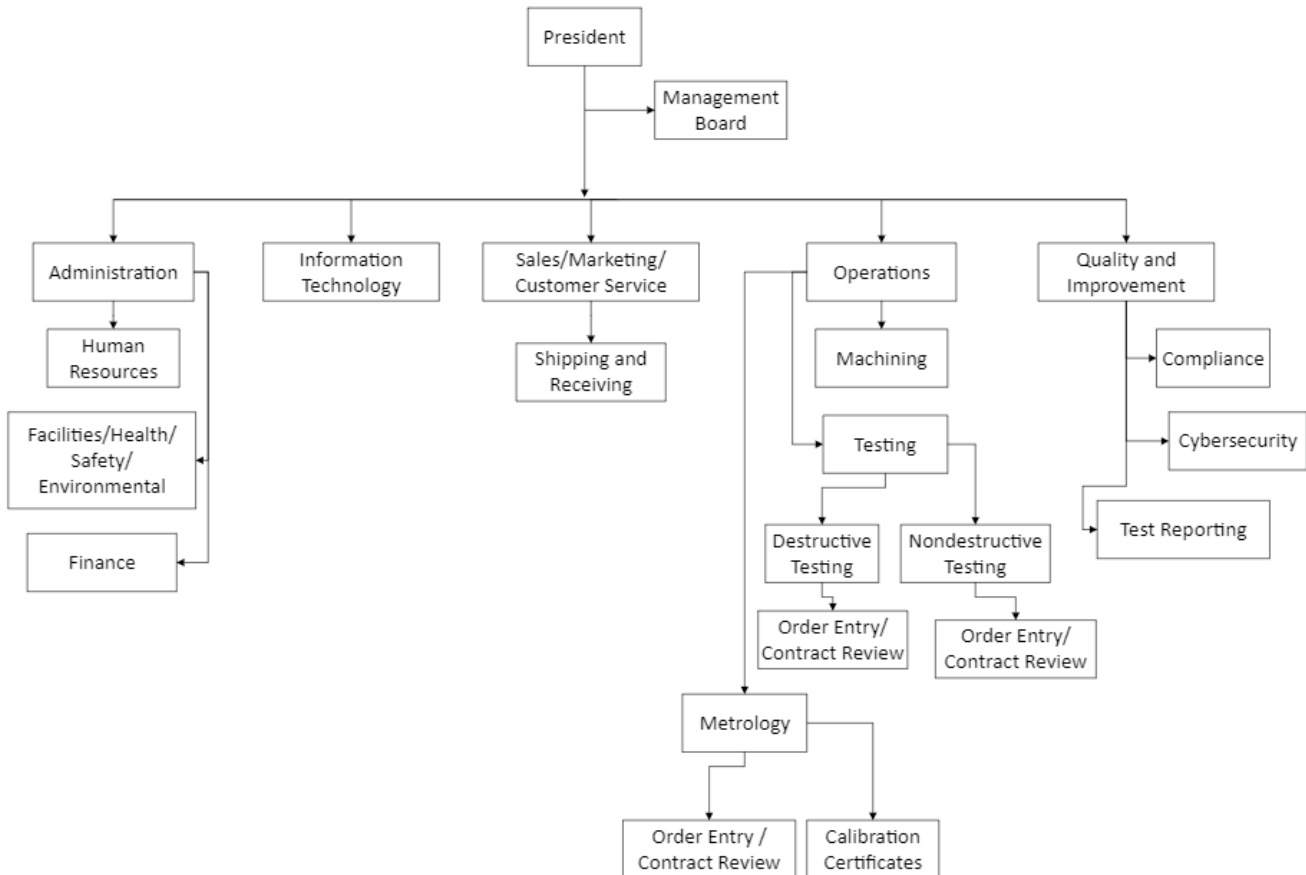 President
Management
Board
Administration
Information
Technology
Sales/Marketing/
Customer Service
Operations
Quality and
Improvement
Human
Resources
Shipping and
Receiving
Machining
Compliance
Facilities/Health/
Safety/
Environmental
Testing
Cybersecurity
Finance
Destructive
Testing
Nondestructive
Testing
Test Reporting
Order Entry/
Contract Review
Order Entry/
Contract Review
Metrology
Order Entry /
Contract Review
Calibration
Certificates